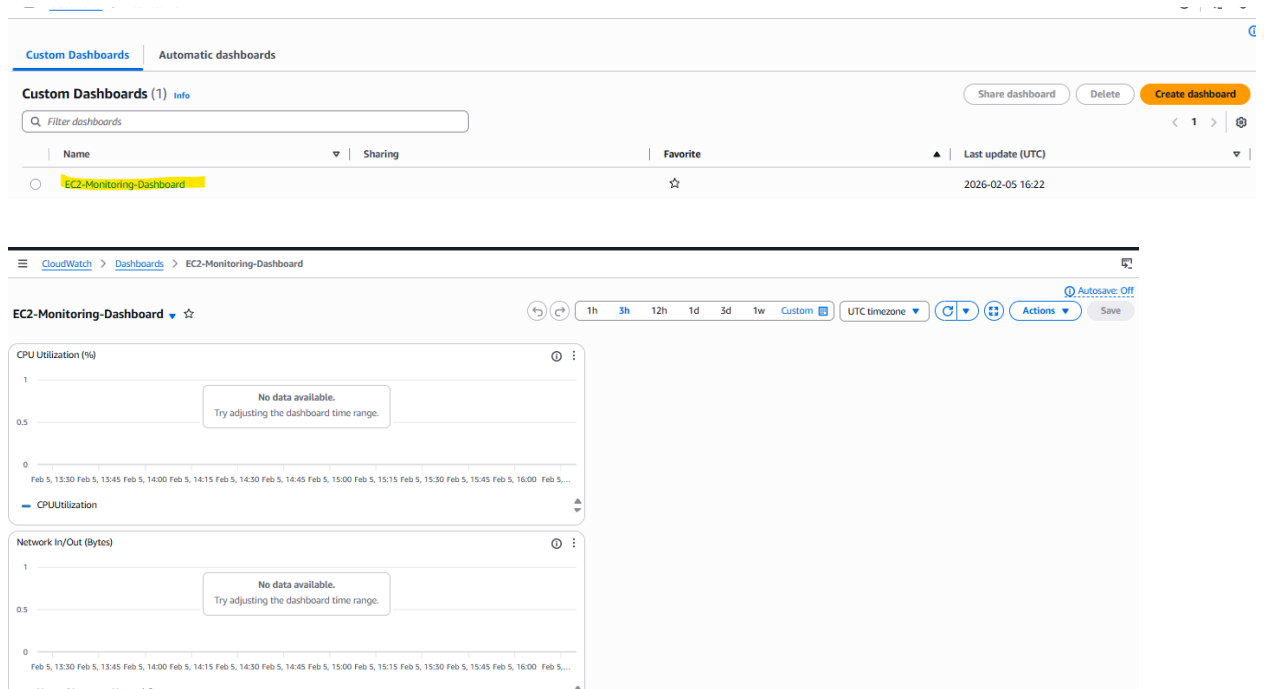 Custom Dashboards Automatic dashboards
Custom Dashboards (1) Info
Share dashboard Delete Create dashboard
Filter dashboards
1
Name Sharing Favorite Last update (UTC)
EC2-Monitoring-Dashboard 2026-02-05 16:22
CloudWatch > Dashboards > EC2-Monitoring-Dashboard
Autosave: Off
EC2-Monitoring-Dashboard
1h 3h 12h 1d 3d 1w Custom UTC timezone Actions Save
CPU Utilization (%)
1
No data available.
Try adjusting the dashboard time range.
0.5
0
Feb 5, 13:30 Feb 5, 13:45 Feb 5, 14:00 Feb 5, 14:15 Feb 5, 14:30 Feb 5, 14:45 Feb 5, 15:00 Feb 5, 15:15 Feb 5, 15:30 Feb 5, 15:45 Feb 5, 16:00 Feb 5,...
CPUUtilization
Network In/Out (Bytes)
1
No data available.
Try adjusting the dashboard time range.
0.5
0
Feb 5, 13:30 Feb 5, 13:45 Feb 5, 14:00 Feb 5, 14:15 Feb 5, 14:30 Feb 5, 14:45 Feb 5, 15:00 Feb 5, 15:15 Feb 5, 15:30 Feb 5, 15:45 Feb 5, 16:00 Feb 5,...